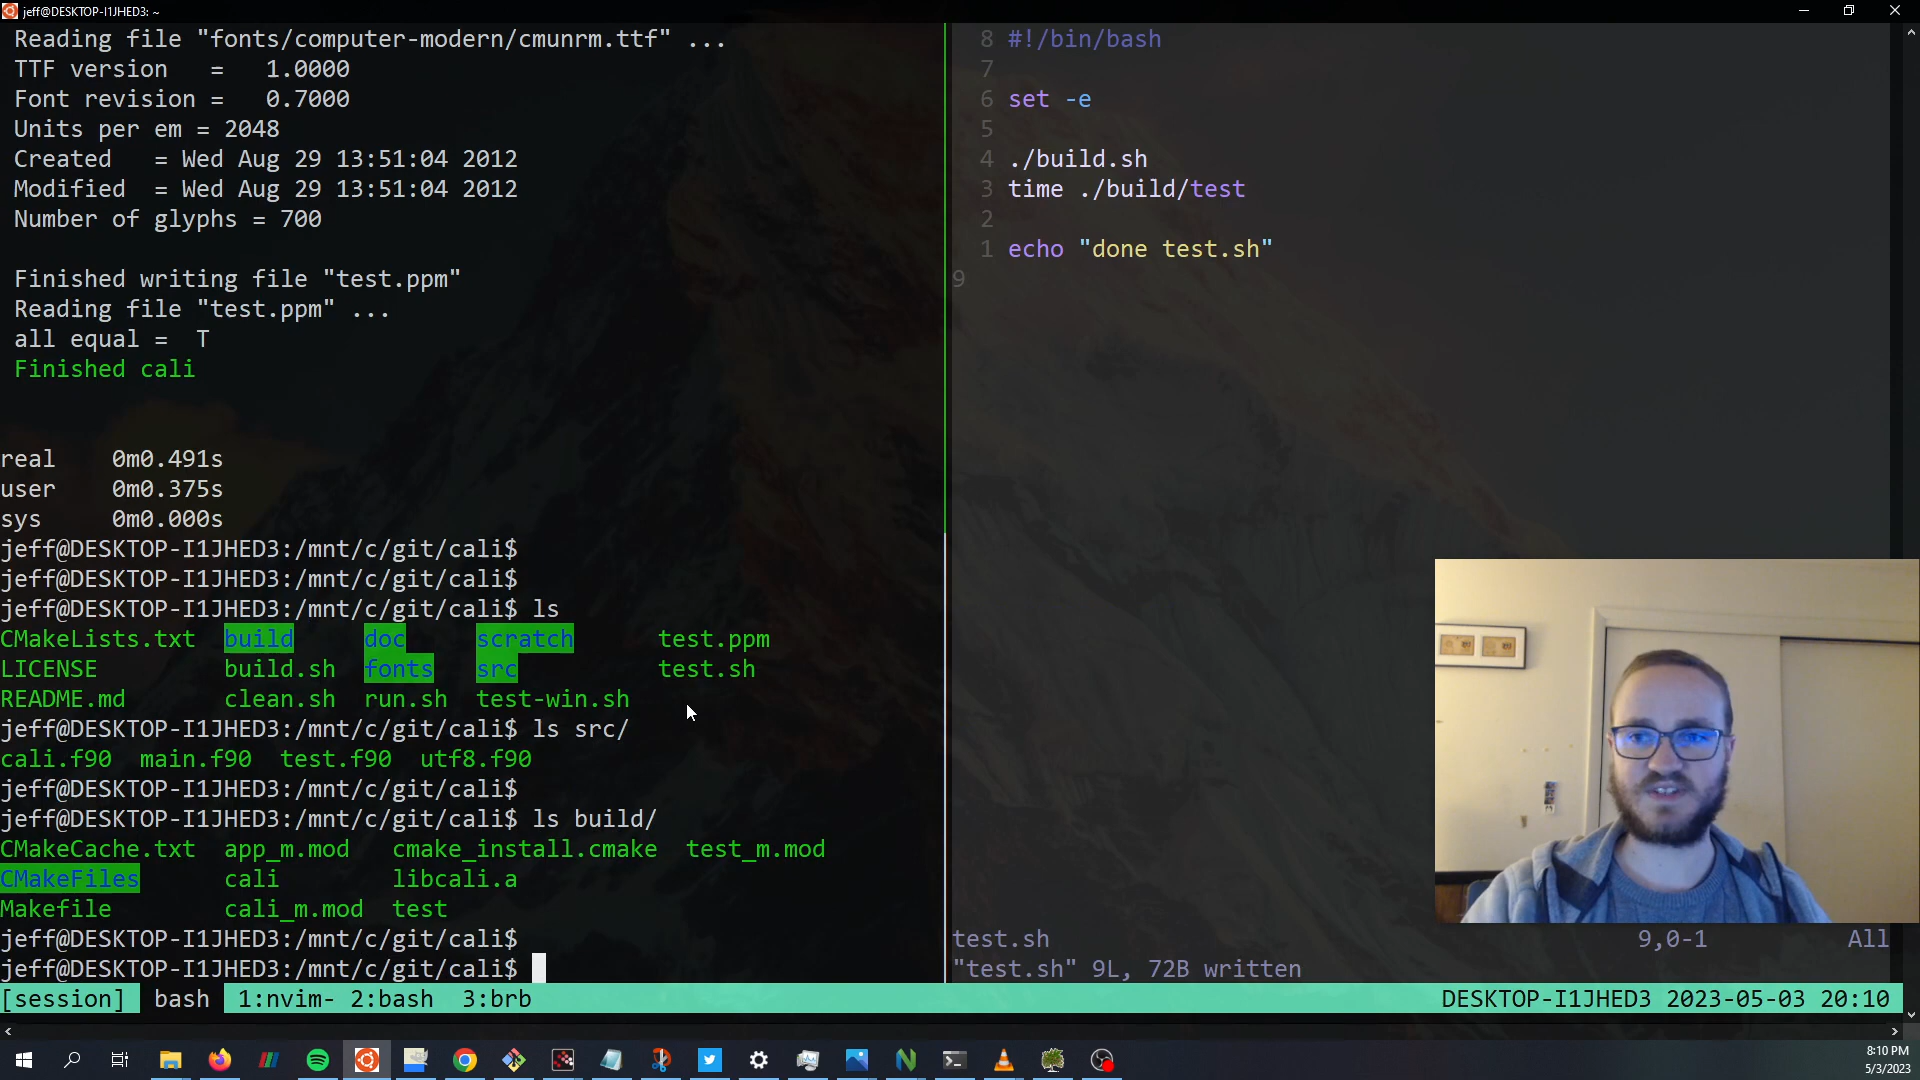 jeff@DESKTOP-I1JHED3: ~
Reading file "fonts/computer-modern/cmunrm.ttf" ...
TTF version   =   1.0000
Font revision =   0.7000
Units per em = 2048
Created   = Wed Aug 29 13:51:04 2012
Modified  = Wed Aug 29 13:51:04 2012
Number of glyphs = 700
Finished writing file "test.ppm"
Reading file "test.ppm" ...
all equal =  T
Finished cali
real    0m0.491s
user    0m0.375s
sys     0m0.000s
jeff@DESKTOP-I1JHED3:/mnt/c/git/cali$
jeff@DESKTOP-I1JHED3:/mnt/c/git/cali$
jeff@DESKTOP-I1JHED3:/mnt/c/git/cali$ ls
CMakeLists.txt  build     doc     scratch      test.ppm
LICENSE         build.sh  fonts   src          test.sh
README.md       clean.sh  run.sh  test-win.sh
jeff@DESKTOP-I1JHED3:/mnt/c/git/cali$ ls src/
cali.f90  main.f90  test.f90  utf8.f90
jeff@DESKTOP-I1JHED3:/mnt/c/git/cali$
jeff@DESKTOP-I1JHED3:/mnt/c/git/cali$ ls build/
CMakeCache.txt  app_m.mod   cmake_install.cmake  test_m.mod
CMakeFiles      cali        libcali.a
Makefile        cali_m.mod  test
jeff@DESKTOP-I1JHED3:/mnt/c/git/cali$
jeff@DESKTOP-I1JHED3:/mnt/c/git/cali$
8 #!/bin/bash
7
6 set -e
5
4 ./build.sh
3 time ./build/test
2
1 echo "done test.sh"
9
test.sh 9,0-1 All
"test.sh" 9L, 72B written
[session] bash 1:nvim- 2:bash  3:brb DESKTOP-I1JHED3 2023-05-03 20:10
8:10 PM
5/3/2023